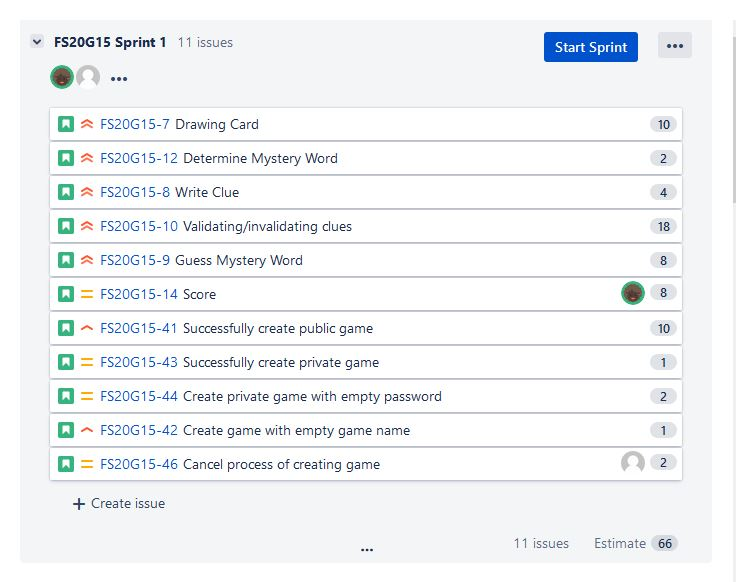 FS20G15 Sprint 1 11 issues Start Sprint
FS20G15-7 Drawing Card 10
FS20G15-12 Determine Mystery Word 2
FS20G15-8 Write Clue 4
FS20G15-10 Validating/invalidating clues 18
FS20G15-9 Guess Mystery Word 8
FS20G15-14 Score 8
FS20G15-41 Successfully create public game 10
FS20G15-43 Successfully create private game 1
FS20G15-44 Create private game with empty password 2
FS20G15-42 Create game with empty game name 1
FS20G15-46 Cancel process of creating game 2
+ Create issue
11 issues Estimate 66